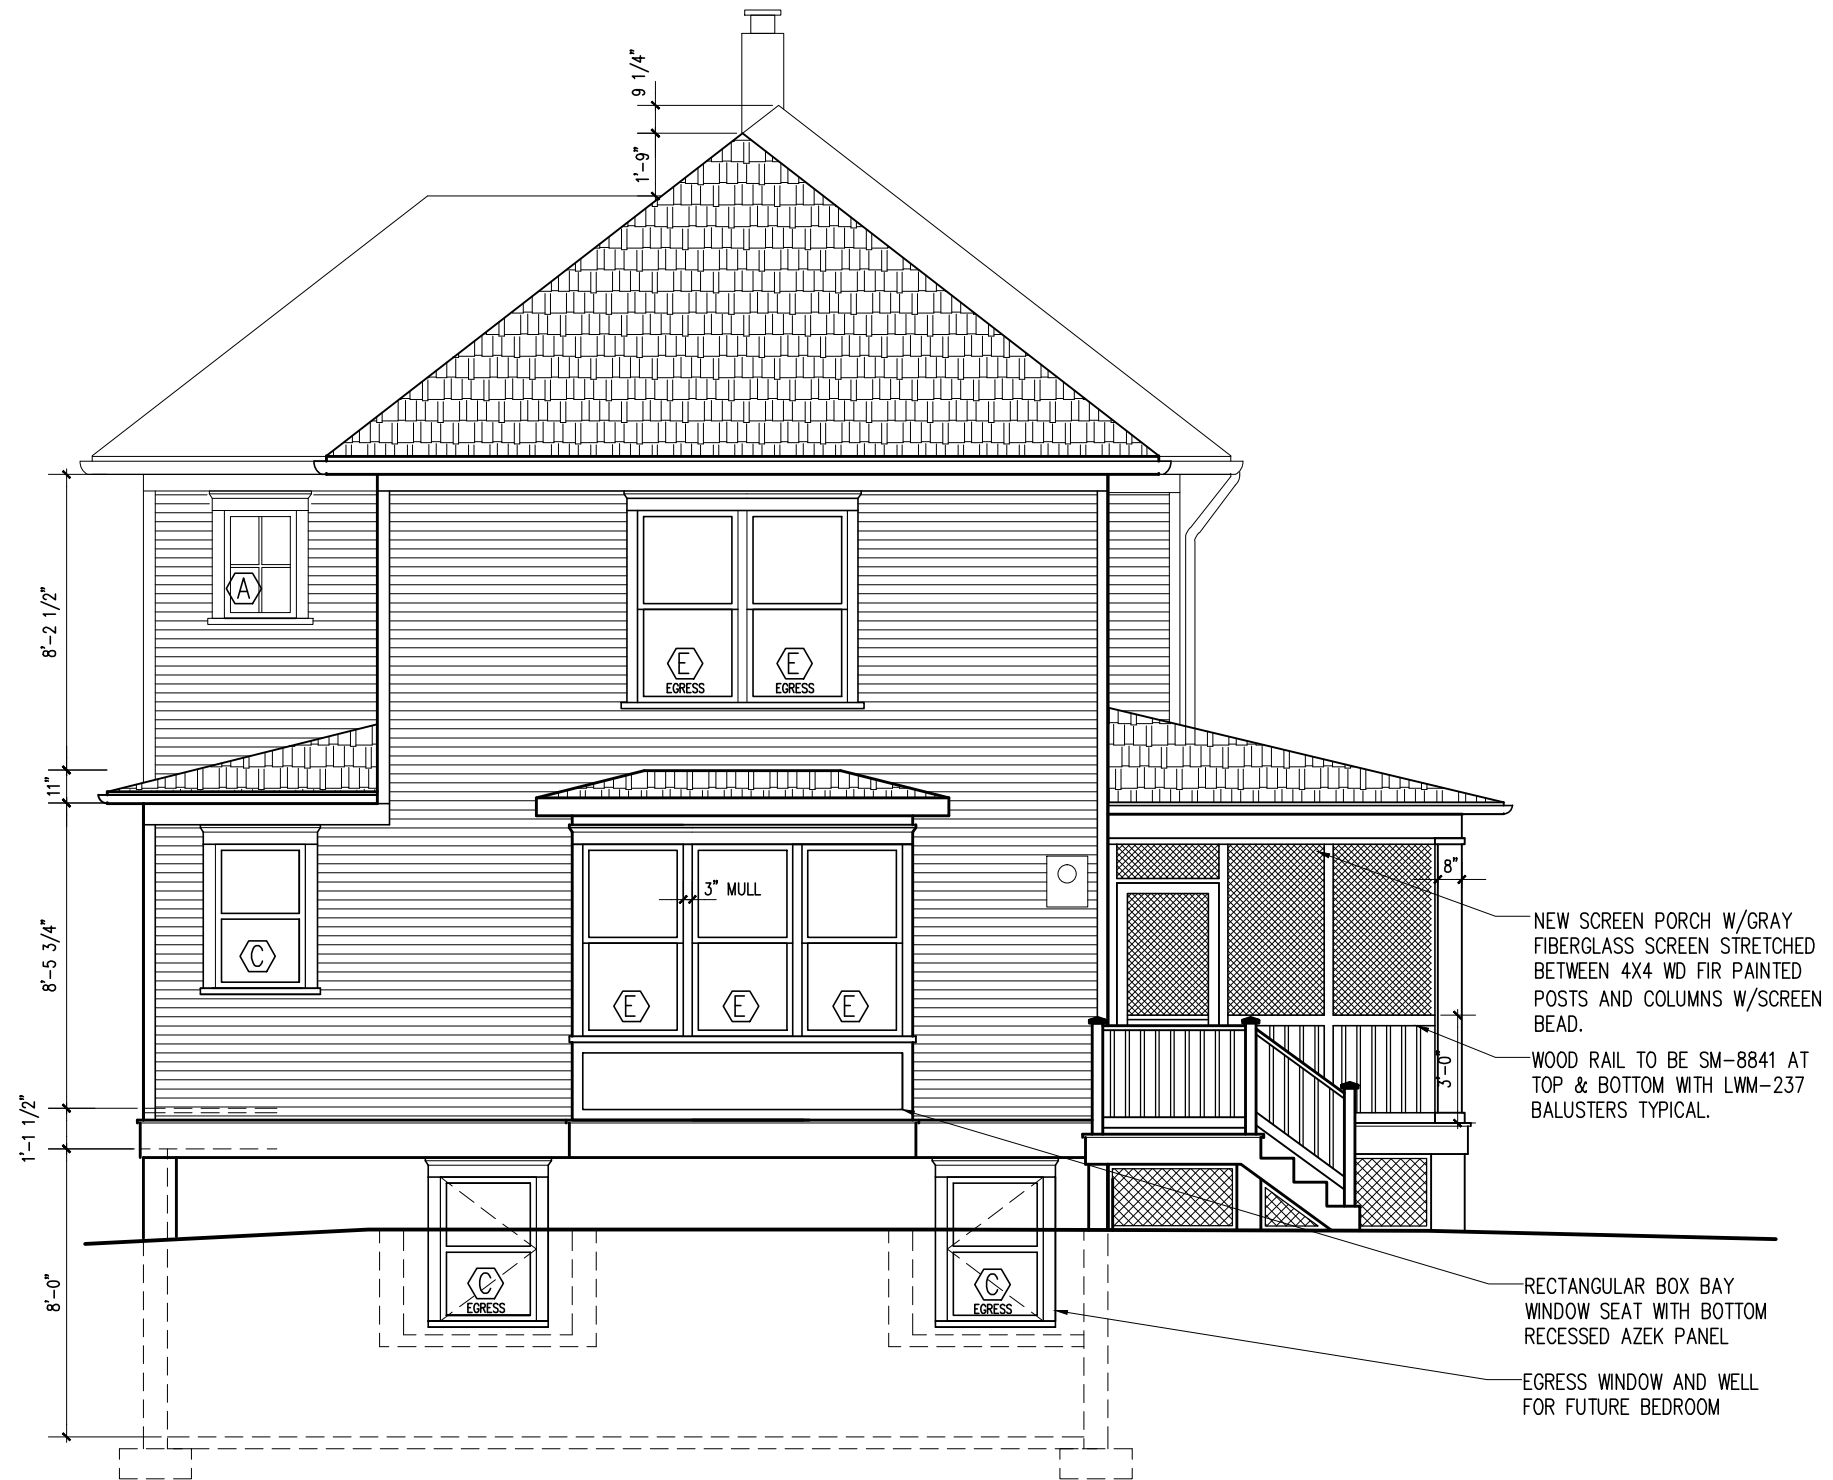 9 1/4"
1'-9"
8'-2 1/2"
11"
8'-5 3/4"
1'-1 1/2"
8'-0"
A
E
E
EGRESS
EGRESS
3" MULL
C
E
E
E
8"
3'-0"
NEW SCREEN PORCH W/GRAY
FIBERGLASS SCREEN STRETCHED
BETWEEN 4X4 WD FIR PAINTED
POSTS AND COLUMNS W/SCREEN
BEAD.
WOOD RAIL TO BE SM-8841 AT
TOP & BOTTOM WITH LWM-237
BALUSTERS TYPICAL.
C
EGRESS
C
EGRESS
RECTANGULAR BOX BAY
WINDOW SEAT WITH BOTTOM
RECESSED AZEK PANEL
EGRESS WINDOW AND WELL
FOR FUTURE BEDROOM